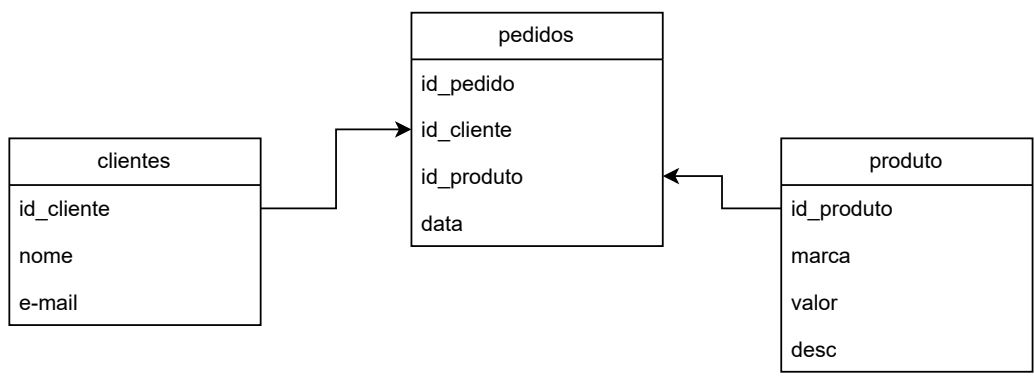 pedidos
id_pedido
id_cliente
id_produto
data
clientes
id_cliente
nome
e-mail
produto
id_produto
marca
valor
desc